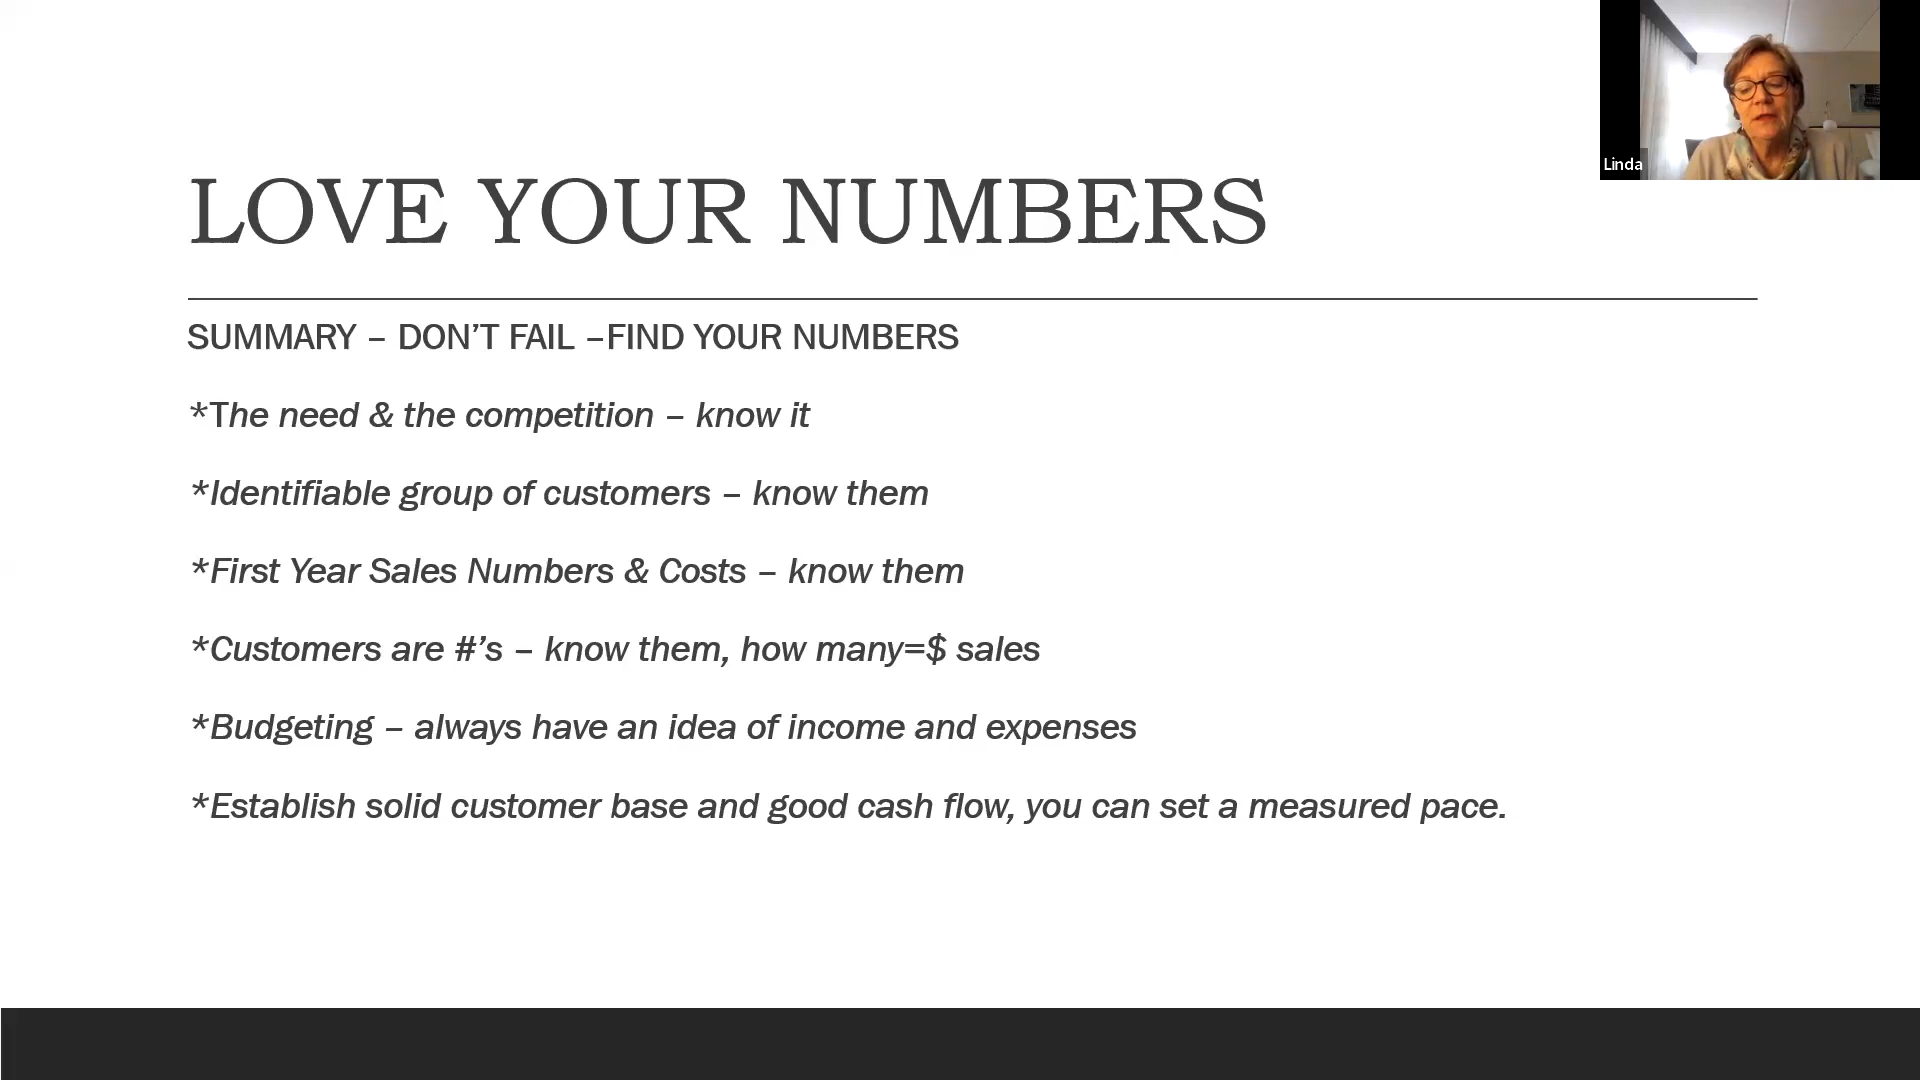 Linda
LOVE YOUR NUMBERS
SUMMARY – DON’T FAIL –FIND YOUR NUMBERS
*The need & the competition – know it
*Identifiable group of customers – know them
*First Year Sales Numbers & Costs – know them
*Customers are #’s – know them, how many=$ sales
*Budgeting – always have an idea of income and expenses
*Establish solid customer base and good cash flow, you can set a measured pace.